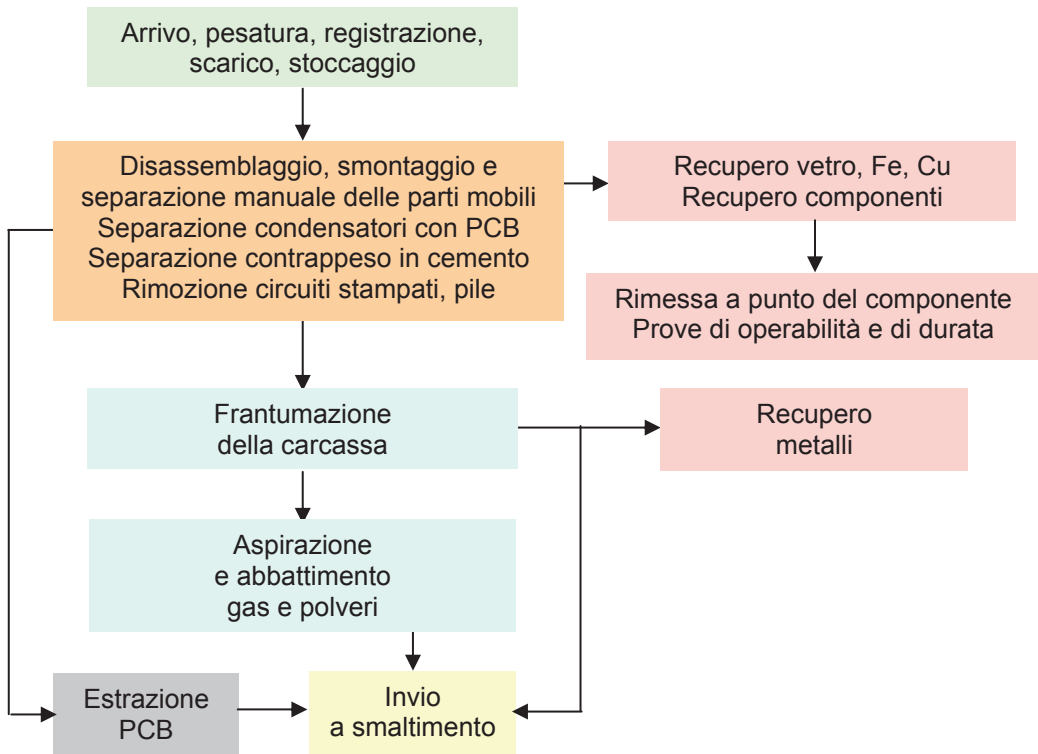 Arrivo, pesatura, registrazione,
scarico, stoccaggio
Disassemblaggio, smontaggio e
separazione manuale delle parti mobili
Separazione condensatori con PCB
Separazione contrappeso in cemento
Rimozione circuiti stampati, pile
Recupero vetro, Fe, Cu
Recupero componenti
Rimessa a punto del componente
Prove di operabilità e di durata
Frantumazione
della carcassa
Recupero
metalli
Aspirazione
e abbattimento
gas e polveri
Estrazione
PCB
Invio
a smaltimento